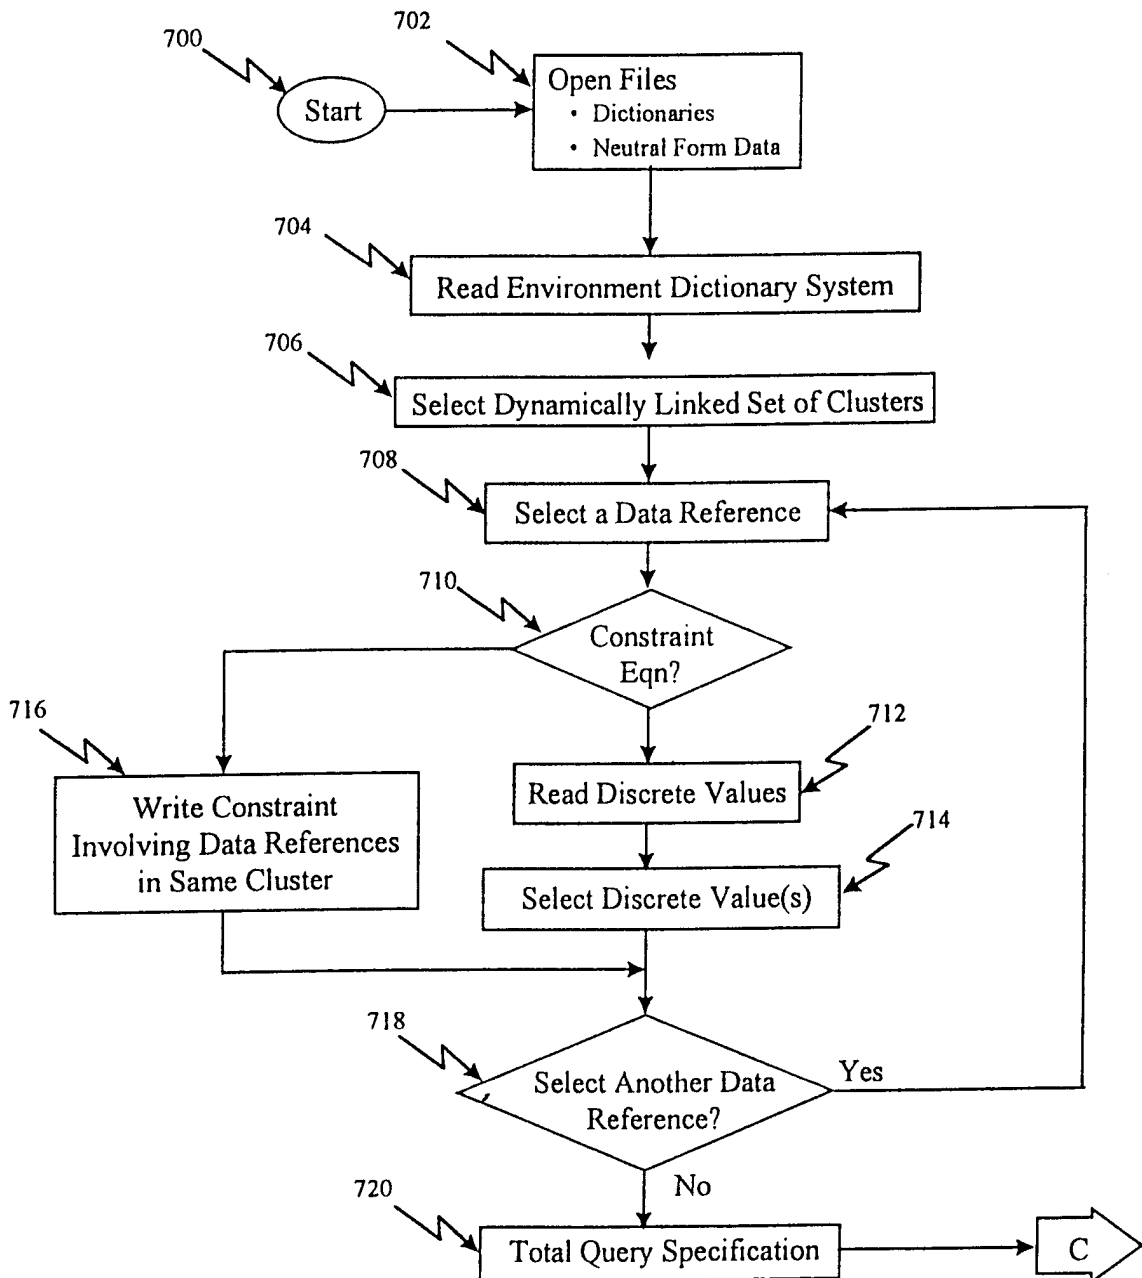 700
Start
702
Open Files
• Dictionaries
• Neutral Form Data
704
Read Environment Dictionary System
706
Select Dynamically Linked Set of Clusters
708
Select a Data Reference
710
Constraint
Eqn?
716
Write Constraint
Involving Data References
in Same Cluster
712
Read Discrete Values
714
Select Discrete Value(s)
718
Select Another Data
Reference?
Yes
No
720
Total Query Specification
C